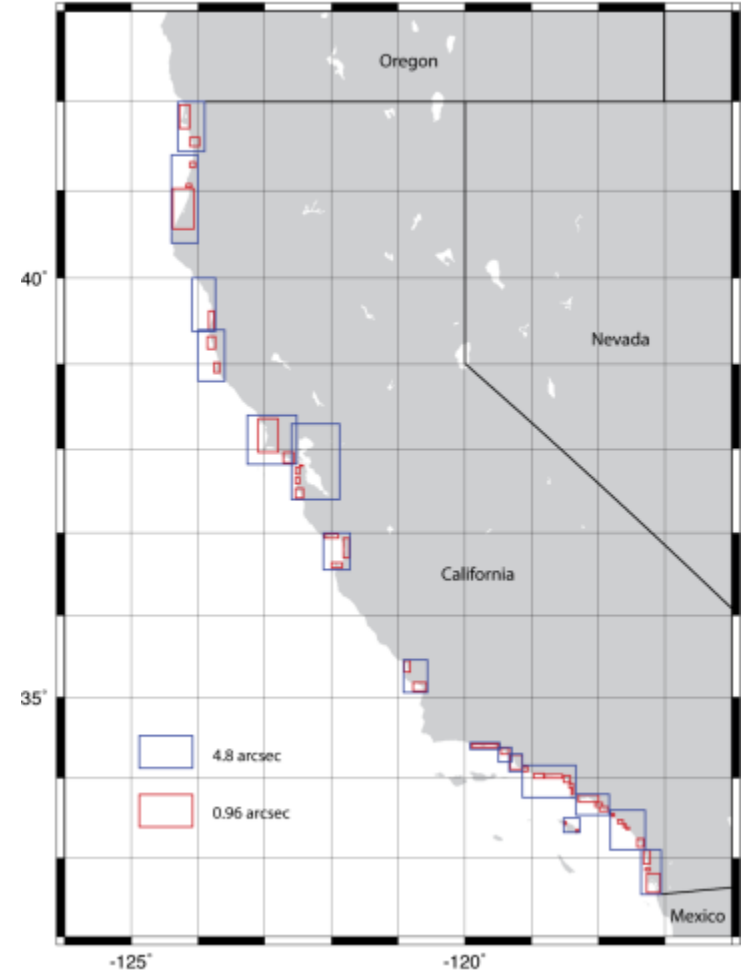 Oregon
40°
Nevada
California
35°
4.8 arcsec
0.96 arcsec
Mexico
-125°
-120°